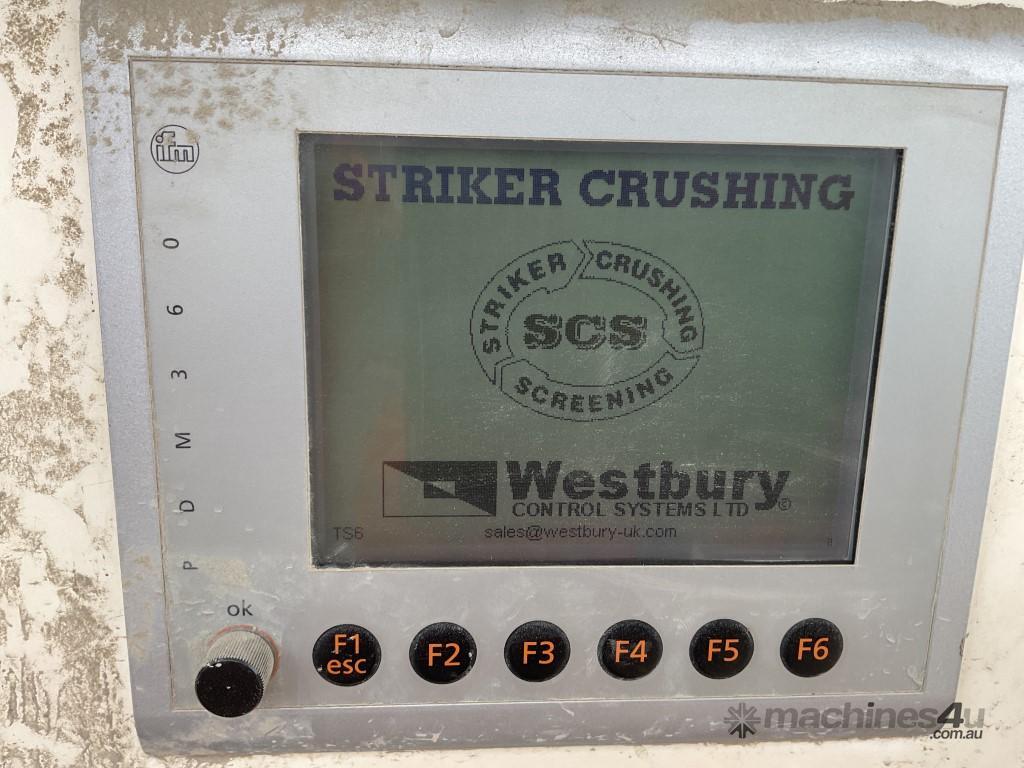 ifm
PDM360
STRIKER CRUSHING
STRIKER CRUSHING
SCS
SCREENING
Westbury©
CONTROL SYSTEMS LTD
TS6 sales@westbury-uk.com
ok
F1 F2 F3 F4 F5 F6
esc
machines4u
.com.au